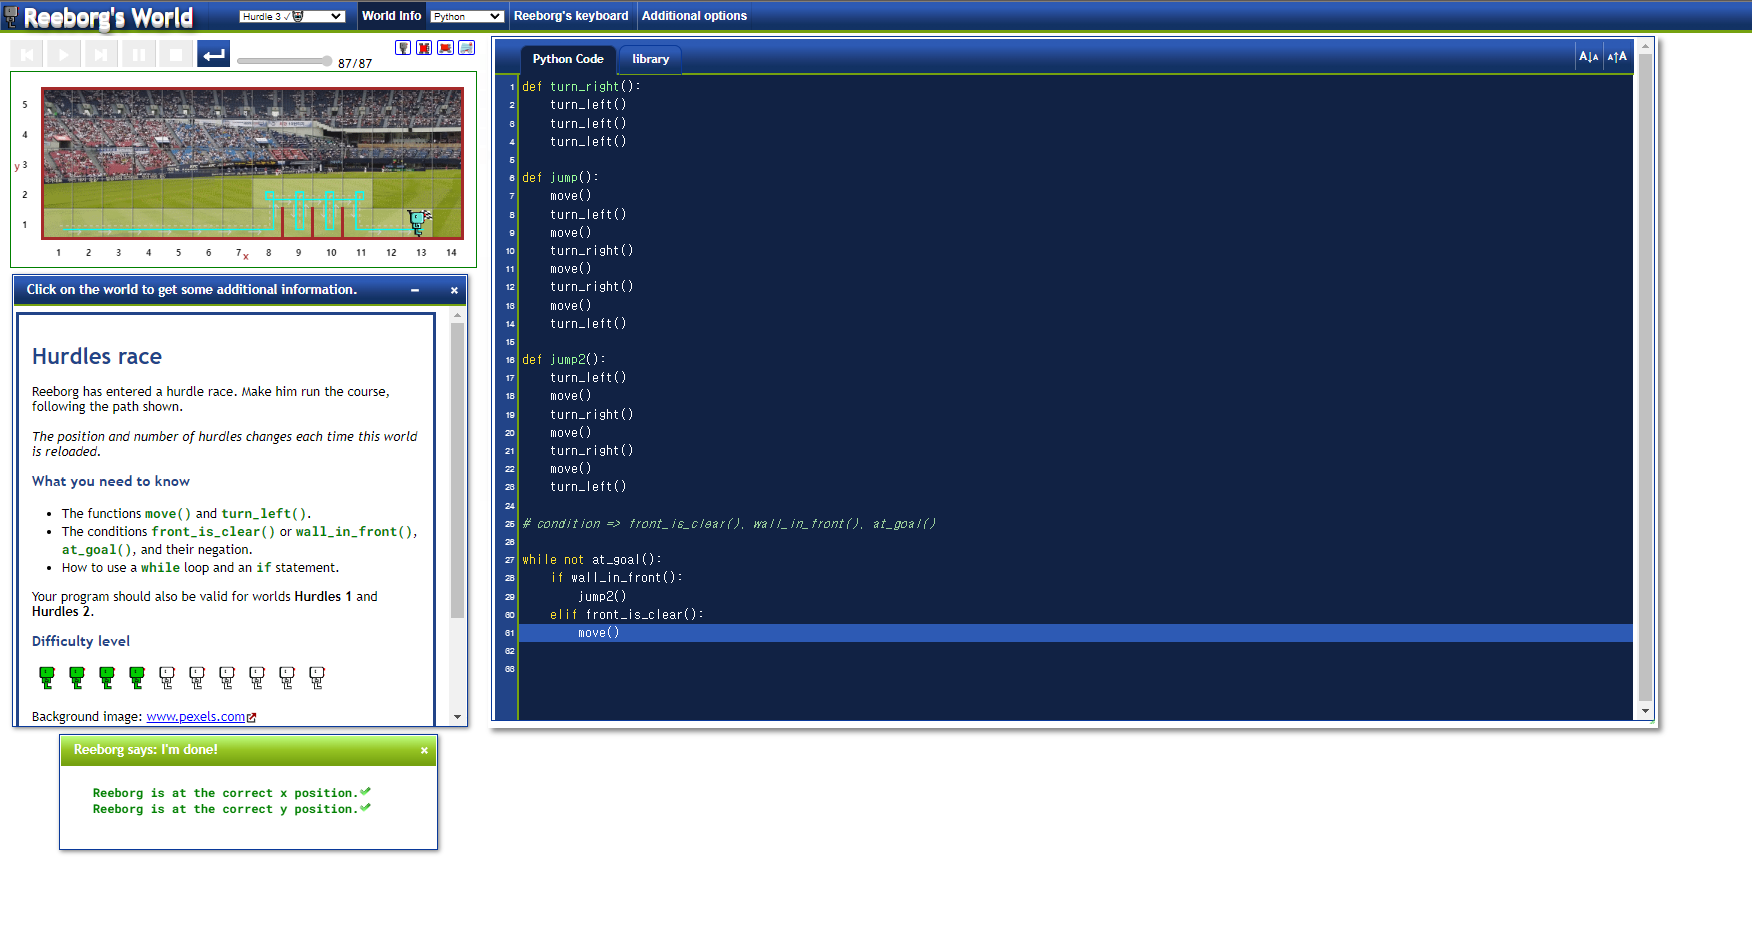 Reeborg's World
Hurdle 3 ✓
World Info
Python
Reeborg's keyboard
Additional options
87/87
Python Code
library
A↓A
A↑A
5
4
y 3
2
1
1 2 3 4 5 6 7 x 8 9 10 11 12 13 14
Click on the world to get some additional information.
Hurdles race
Reeborg has entered a hurdle race. Make him run the course,
following the path shown.
The position and number of hurdles changes each time this world
is reloaded.
What you need to know
• The functions move() and turn_left().
• The conditions front_is_clear() or wall_in_front(),
at_goal(), and their negation.
• How to use a while loop and an if statement.
Your program should also be valid for worlds Hurdles 1 and
Hurdles 2.
Difficulty level
Background image: www.pexels.com
Reeborg says: I'm done!
Reeborg is at the correct x position.✔
Reeborg is at the correct y position.✔
1 def turn_right():
2     turn_left()
3     turn_left()
4     turn_left()
5
6 def jump():
7     move()
8     turn_left()
9     move()
10     turn_right()
11     move()
12     turn_right()
13     move()
14     turn_left()
15
16 def jump2():
17     turn_left()
18     move()
19     turn_right()
20     move()
21     turn_right()
22     move()
23     turn_left()
24
25 # condition => front_is_clear(), wall_in_front(), at_goal()
26
27 while not at_goal():
28     if wall_in_front():
29         jump2()
30     elif front_is_clear():
31         move()
32
33